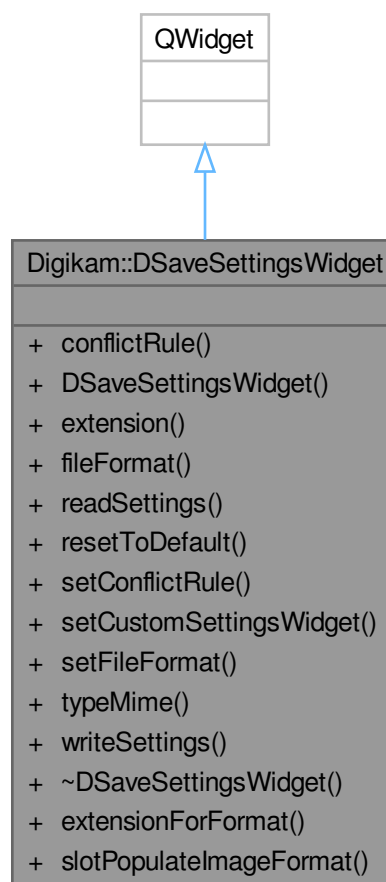 QWidget
Digikam::DSaveSettingsWidget
+ conflictRule()
+ DSaveSettingsWidget()
+ extension()
+ fileFormat()
+ readSettings()
+ resetToDefault()
+ setConflictRule()
+ setCustomSettingsWidget()
+ setFileFormat()
+ typeMime()
+ writeSettings()
+ ~DSaveSettingsWidget()
+ extensionForFormat()
+ slotPopulateImageFormat()